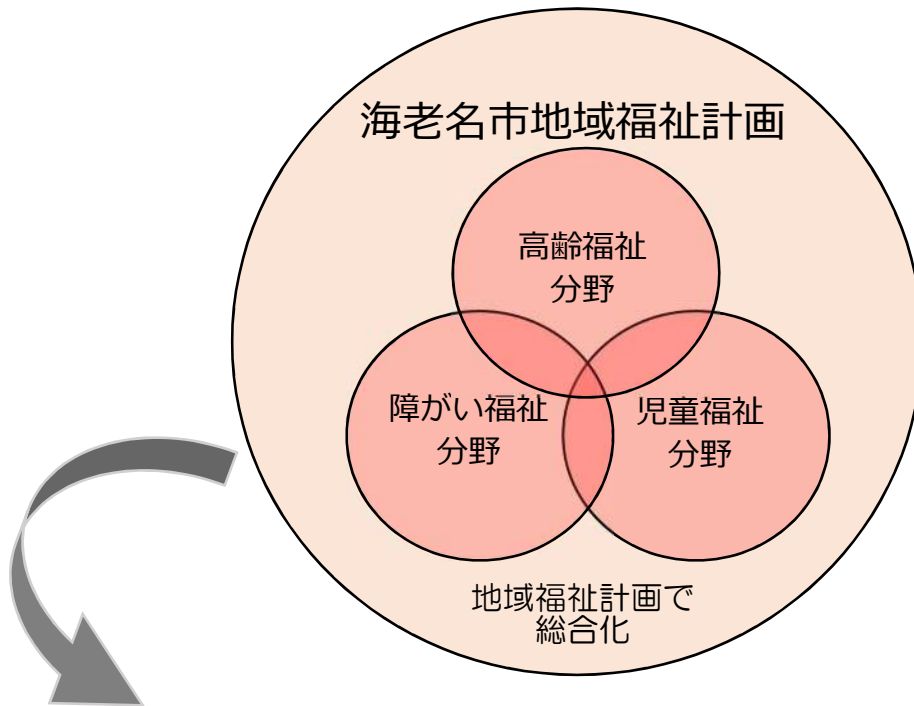 海老名市地域福祉計画
高齢福祉
分野
障がい福祉
分野
児童福祉
分野
地域福祉計画で
総合化